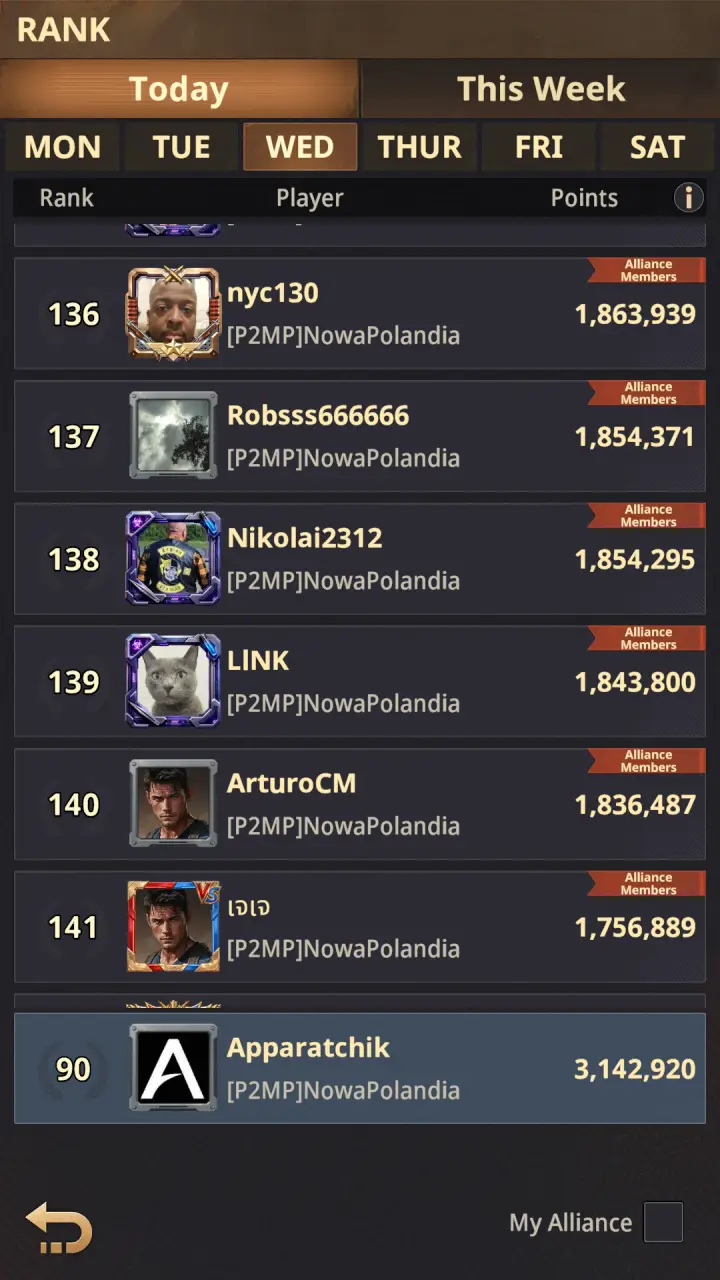 RANK
Today
This Week
MON
TUE
WED
THUR
FRI
SAT
Rank
Player
Points
Alliance
Members
136
nyc130
[P2MP]NowaPolandia
1,863,939
Alliance
Members
137
Robsss666666
[P2MP]NowaPolandia
1,854,371
Alliance
Members
138
Nikolai2312
[P2MP]NowaPolandia
1,854,295
Alliance
Members
139
LlNK
[P2MP]NowaPolandia
1,843,800
Alliance
Members
140
ArturoCM
[P2MP]NowaPolandia
1,836,487
Alliance
Members
141
VS
เจเจ
[P2MP]NowaPolandia
1,756,889
90
Apparatchik
[P2MP]NowaPolandia
3,142,920
My Alliance